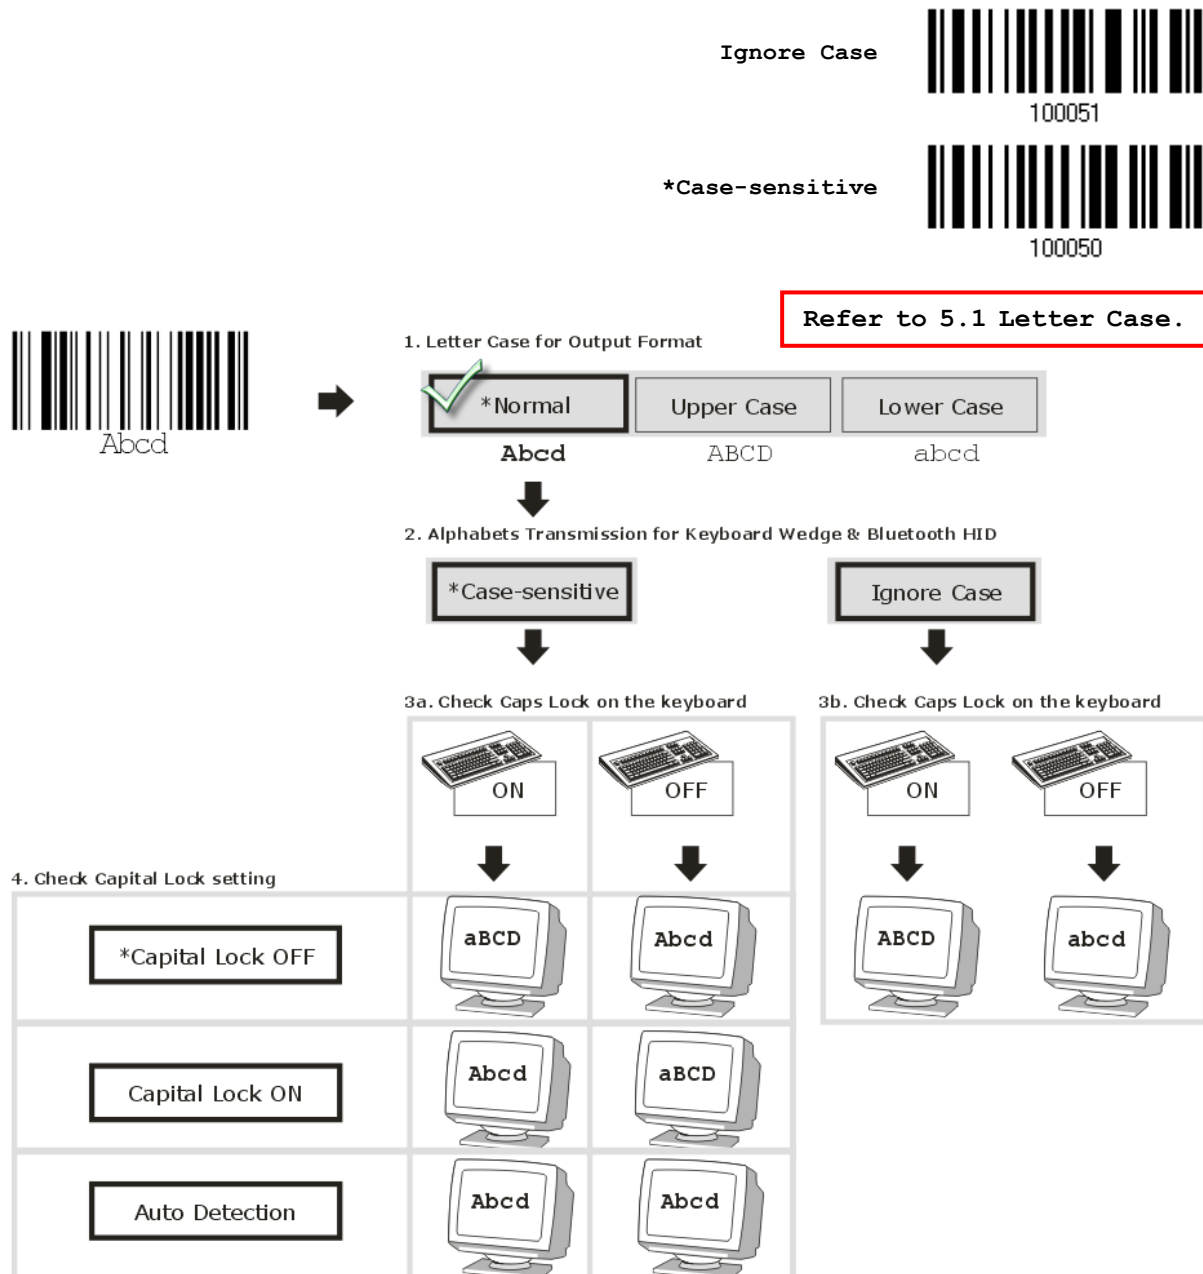 Ignore Case
100051
*Case-sensitive
100050
Refer to 5.1 Letter Case.
Abcd
1. Letter Case for Output Format
*Normal Upper Case Lower Case
Abcd ABCD abcd
2. Alphabets Transmission for Keyboard Wedge & Bluetooth HID
*Case-sensitive Ignore Case
3a. Check Caps Lock on the keyboard 3b. Check Caps Lock on the keyboard
ON OFF ON OFF
4. Check Capital Lock setting
*Capital Lock OFF aBCD Abcd ABCD abcd
Capital Lock ON Abcd aBCD
Auto Detection Abcd Abcd